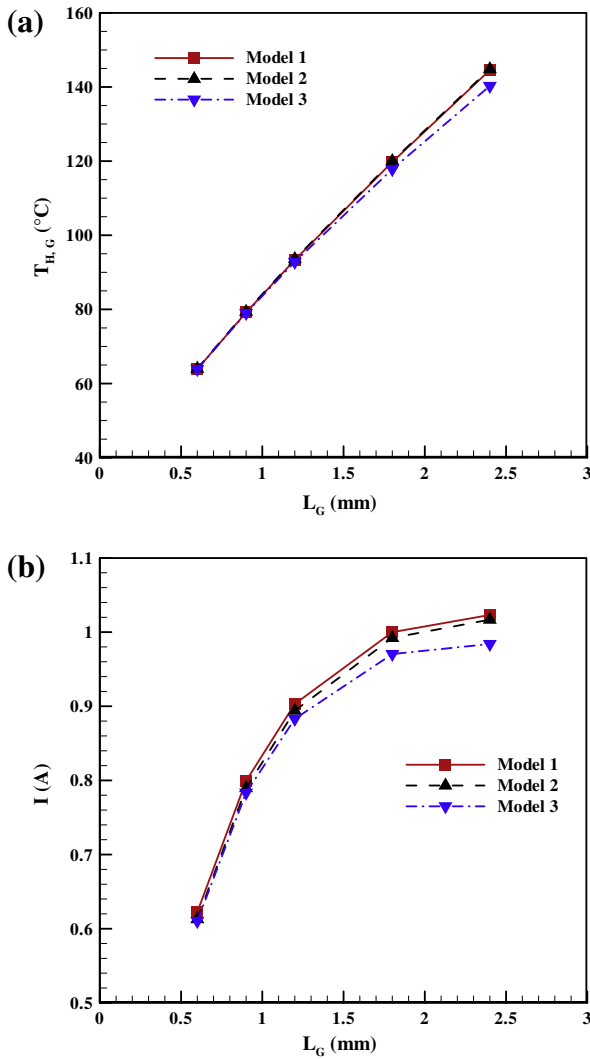 (a)
160
140
120
100
80
60
40
T_H, G (°C)
Model 1
Model 2
Model 3
0 0.5 1 1.5 2 2.5 3
L_G (mm)
(b)
1.1
1
0.9
0.8
0.7
0.6
0.5
I (A)
Model 1
Model 2
Model 3
0 0.5 1 1.5 2 2.5 3
L_G (mm)